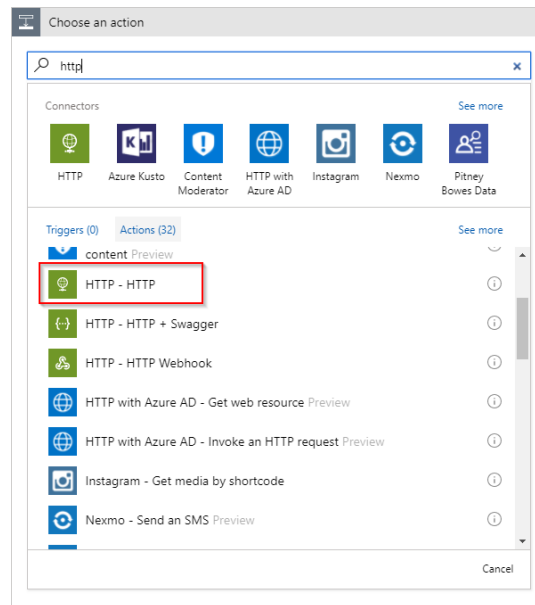 Choose an action
http
Connectors
See more
HTTP
Azure Kusto
Content
Moderator
HTTP with
Azure AD
Instagram
Nexmo
Pitney
Bowes Data
Triggers (0)
Actions (32)
See more
content Preview
HTTP - HTTP
HTTP - HTTP + Swagger
HTTP - HTTP Webhook
HTTP with Azure AD - Get web resource Preview
HTTP with Azure AD - Invoke an HTTP request Preview
Instagram - Get media by shortcode
Nexmo - Send an SMS Preview
Cancel